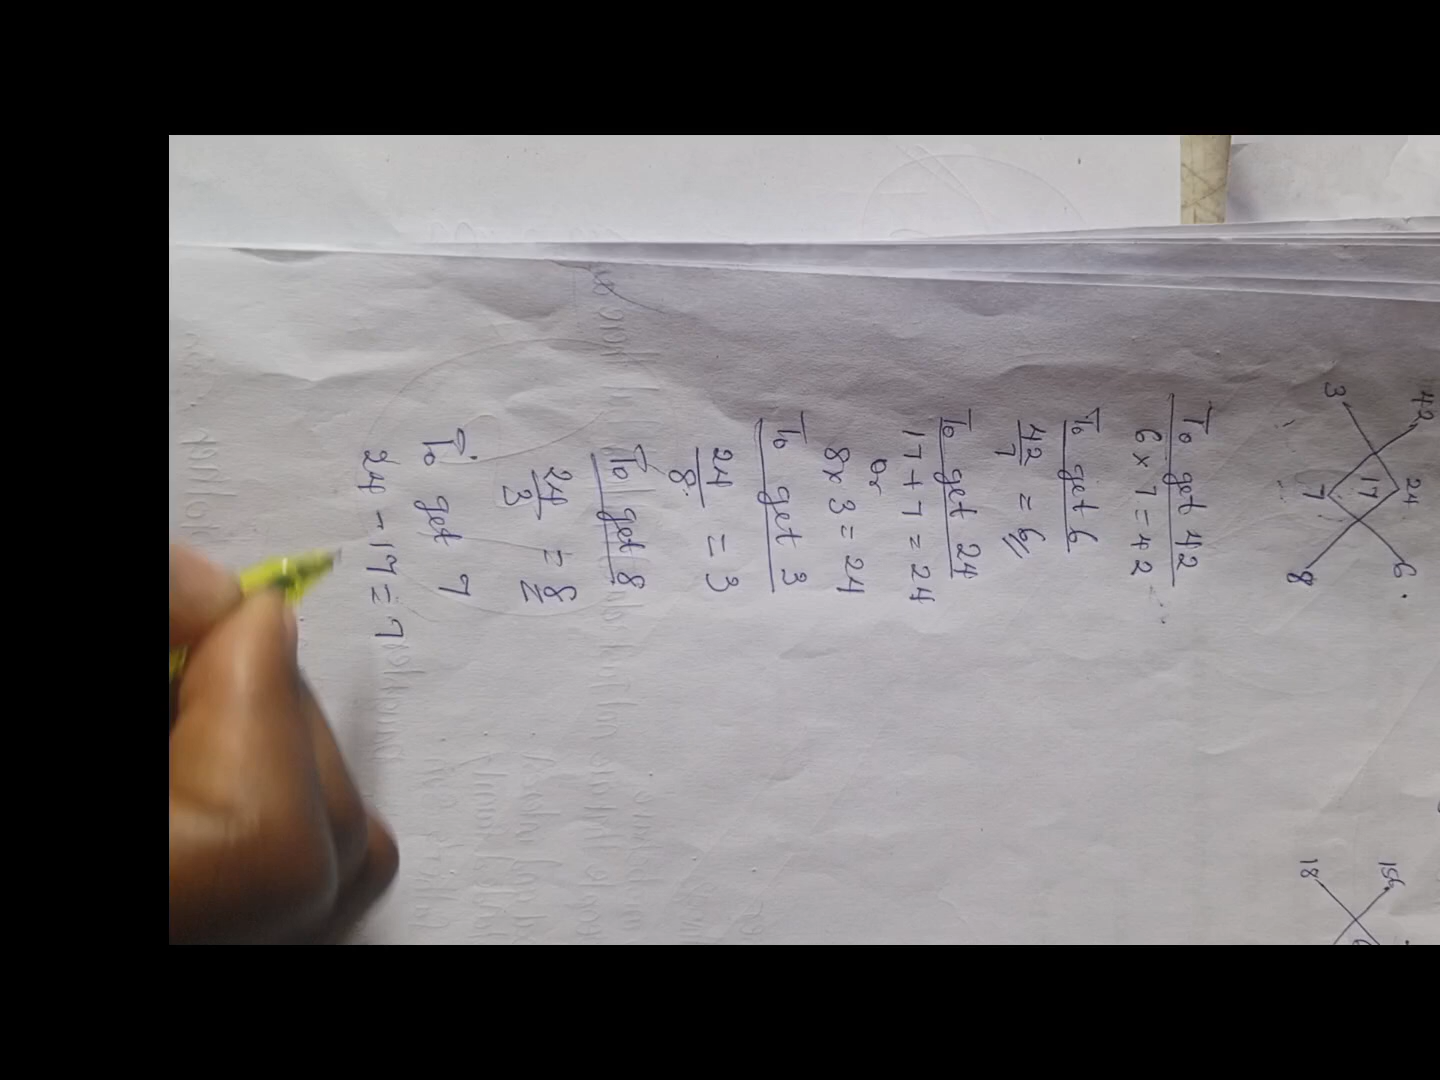 42 24 6.
17
3 7 8
To get 42
6 x 7 = 42
To get 6
42/7 = 6//
To get 24
17 + 7 = 24
or
8 x 3 = 24
To get 3
24/8 = 3
To get 8
24/3 = 8
To get 7
24 - 17 = 7
156
18